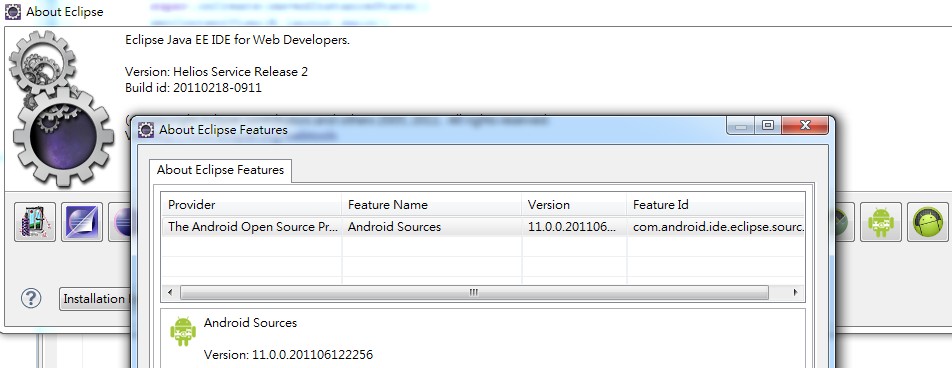 About Eclipse
Eclipse Java EE IDE for Web Developers.
Version: Helios Service Release 2
Build id: 20110218-0911
About Eclipse Features
About Eclipse Features
Provider Feature Name Version Feature Id
The Android Open Source Pr... Android Sources 11.0.0.201106... com.android.ide.eclipse.sourc.
Installation
Android Sources
Version: 11.0.0.201106122256